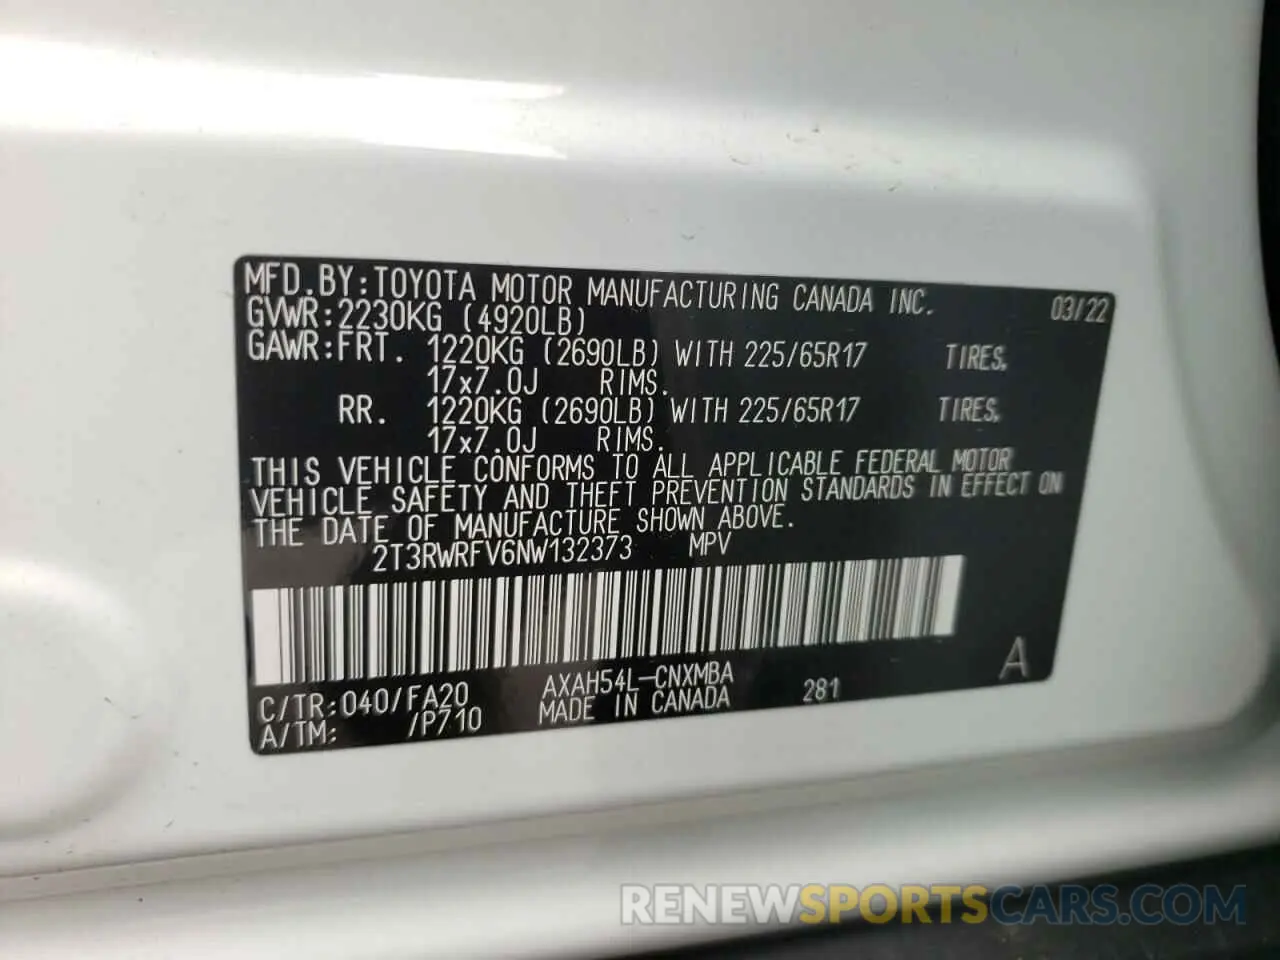 MFD.BY:TOYOTA MOTOR MANUFACTURING CANADA INC. 03/22
GVWR:2230KG (4920LB)
GAWR:FRT. 1220KG (2690LB) WITH 225/65R17 TIRES.
17x7.0J RIMS.
RR. 1220KG (2690LB) WITH 225/65R17 TIRES.
17x7.0J RIMS.
THIS VEHICLE CONFORMS TO ALL APPLICABLE FEDERAL MOTOR
VEHICLE SAFETY AND THEFT PREVENTION STANDARDS IN EFFECT ON
THE DATE OF MANUFACTURE SHOWN ABOVE.
2T3RWRFV6NW132373 MPV
A
C/TR:040/FA20 AXAH54L-CNXMBA 281
A/TM: /P710 MADE IN CANADA
RENEWSPORTSCARS.COM